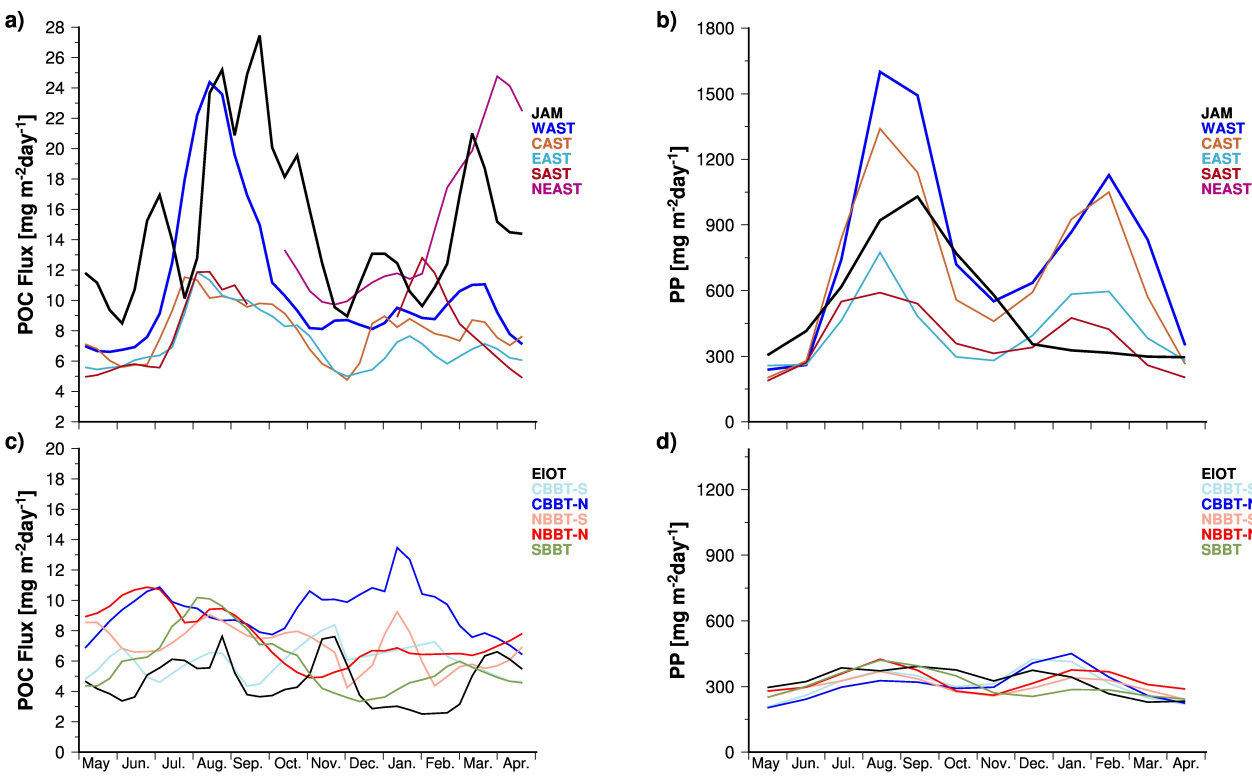 a)
POC Flux [mg m-2day-1]
28
26
24
22
20
18
16
14
12
10
8
6
4
2
JAM
WAST
CAST
EAST
SAST
NEAST
b)
PP [mg m-2day-1]
1800
1500
1200
900
600
300
0
JAM
WAST
CAST
EAST
SAST
NEAST
c)
POC Flux [mg m-2day-1]
20
18
16
14
12
10
8
6
4
2
0
EIOT
CBBT-S
CBBT-N
NBBT-S
NBBT-N
SBBT
May Jun. Jul. Aug. Sep. Oct. Nov. Dec. Jan. Feb. Mar. Apr.
d)
PP [mg m-2day-1]
1200
900
600
300
0
EIOT
CBBT-S
CBBT-N
NBBT-S
NBBT-N
SBBT
May Jun. Jul. Aug. Sep. Oct. Nov. Dec. Jan. Feb. Mar. Apr.